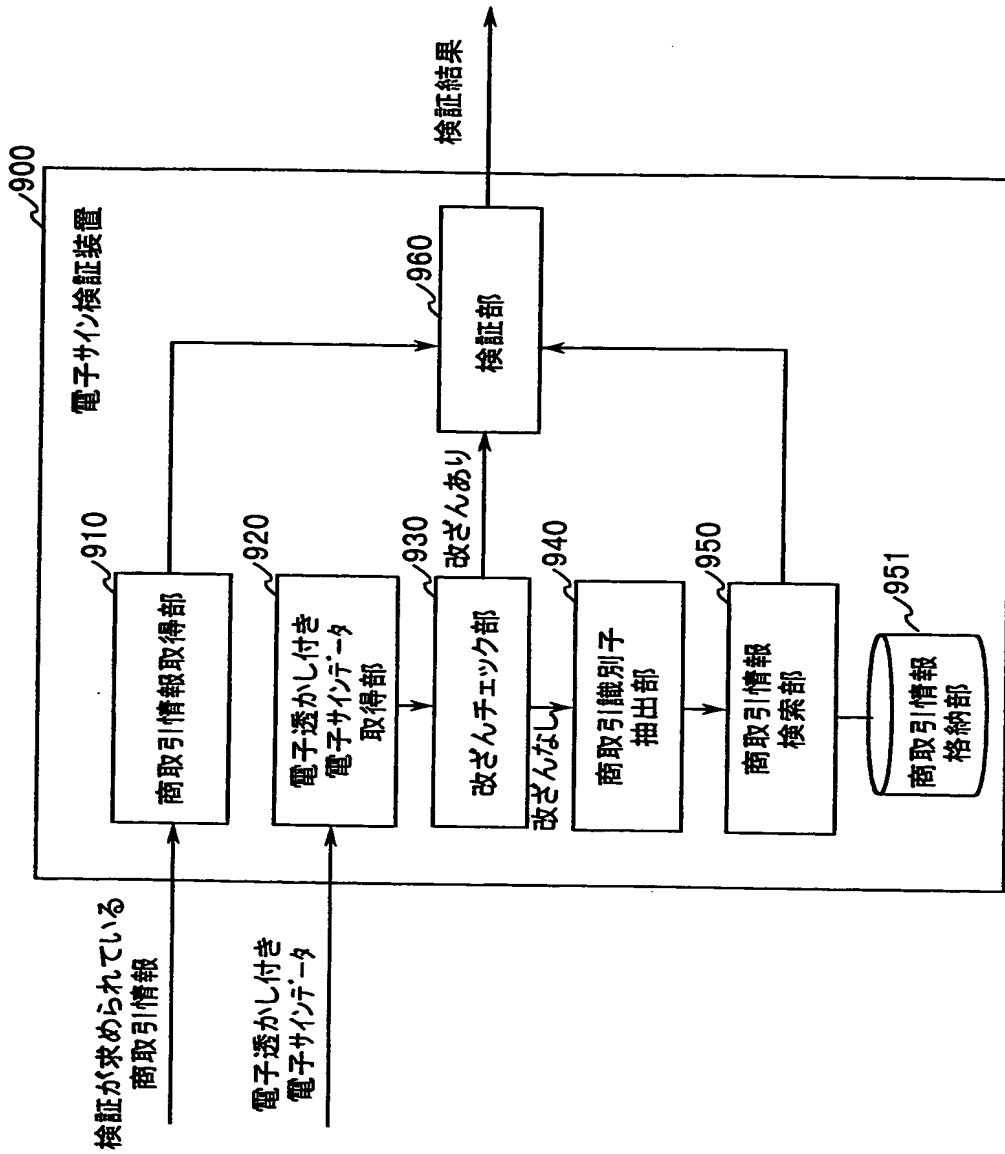 検証が求められている
商取引情報
電子透かし付き
電子サインデータ
900
電子サイン検証装置
910
商取引情報取得部
920
電子透かし付き
電子サインデータ
取得部
930
改ざんチェック部
改ざんあり
改ざんなし
940
商取引識別子
抽出部
950
商取引情報
検索部
951
商取引情報
格納部
960
検証部
検証結果